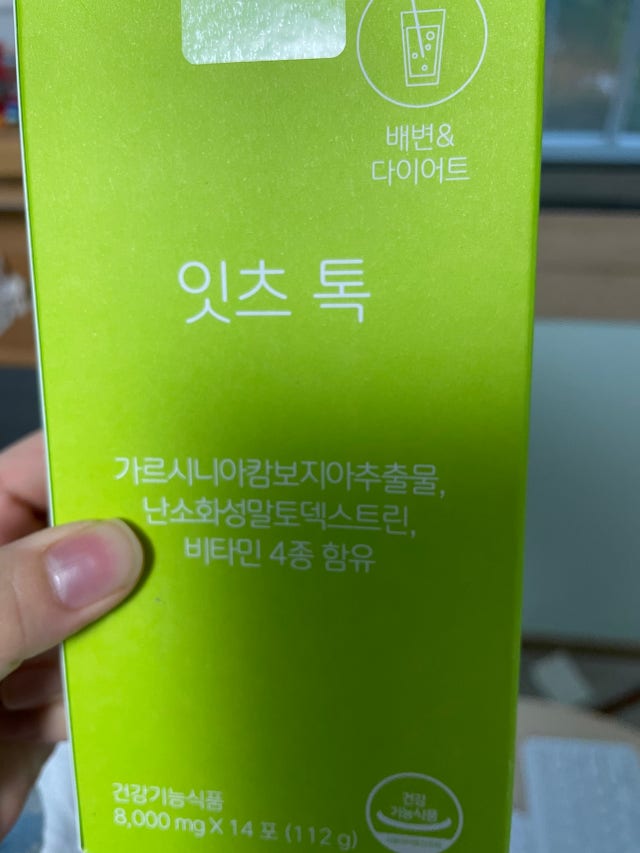 배변&
다이어트
잇츠 톡
가르시니아캄보지아추출물,
난소화성말토덱스트린,
비타민 4종 함유
건강기능식품
8,000 mg X 14 포 (112 g)
건강
기능식품